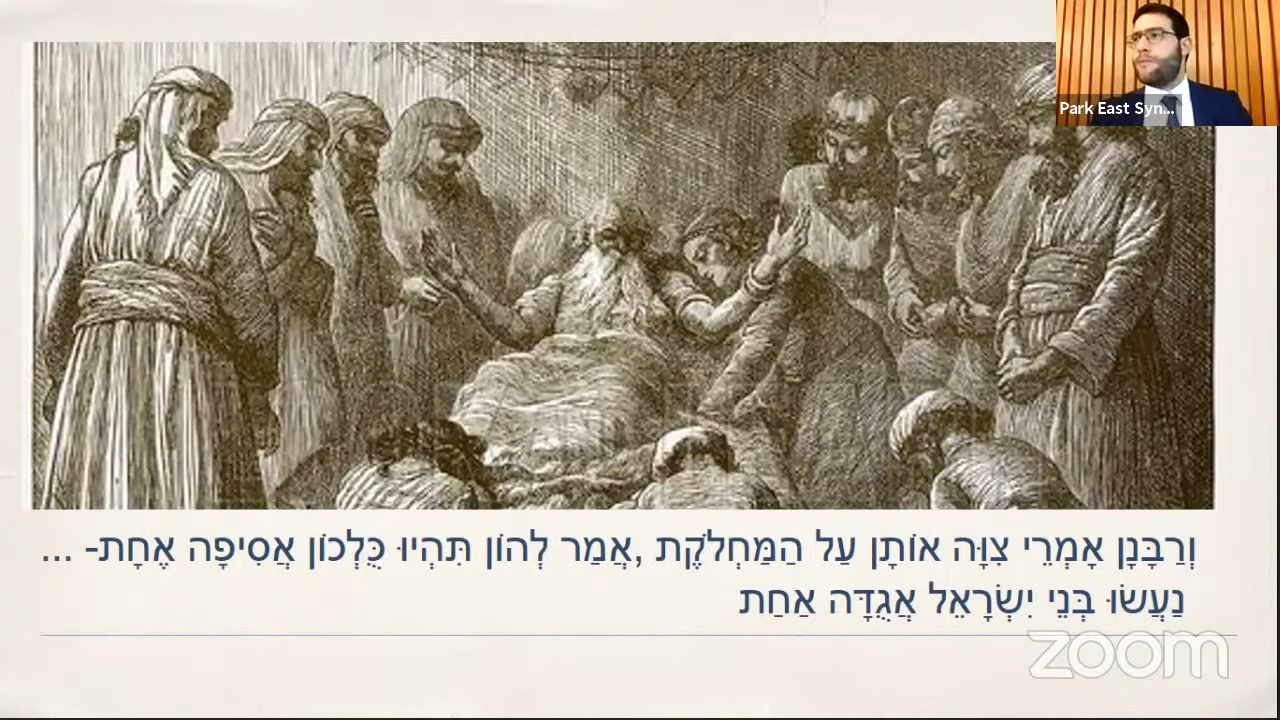 Park East Syn...
וְרַבָּנָן אָמְרֵי צִוָּה אוֹתָן עַל הַמַּחְלֹקֶת ,אֲמַר לְהוֹן תִּהְיוּ כֻּלְּכוֹן אֲסִיפָה אֶחָת- ...
נַעֲשׂוּ בְּנֵי יִשְׂרָאֵל אֲגֻדָּה אַחַת
zoom